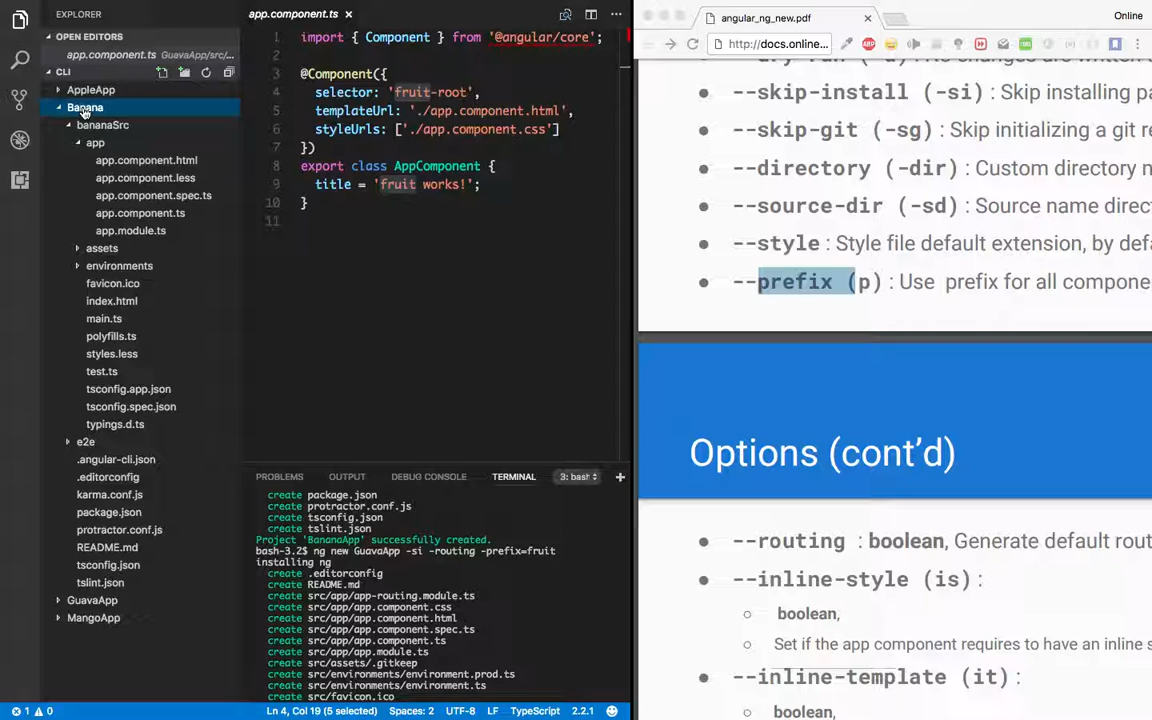 EXPLORER
OPEN EDITORS
app.component.ts GuavaApp/src/...
CLI
AppleApp
Banana
bananaSrc
app
app.component.html
app.component.less
app.component.spec.ts
app.component.ts
app.module.ts
assets
environments
favicon.ico
index.html
main.ts
polyfills.ts
styles.less
test.ts
tsconfig.app.json
tsconfig.spec.json
typings.d.ts
e2e
.angular-cli.json
.editorconfig
karma.conf.js
package.json
protractor.conf.js
README.md
tsconfig.json
tslint.json
GuavaApp
MangoApp
app.component.ts
1 import { Component } from '@angular/core';
2
3 @Component({
4 selector: 'fruit-root',
5 templateUrl: './app.component.html',
6 styleUrls: ['./app.component.css']
7 })
8 export class AppComponent {
9 title = 'fruit works!';
10 }
11
PROBLEMS OUTPUT DEBUG CONSOLE TERMINAL 3: bash
create package.json
create protractor.conf.js
create tsconfig.json
create tslint.json
Project 'BananaApp' successfully created.
bash-3.2$ ng new GuavaApp -si -routing -prefix=fruit
installing ng
create .editorconfig
create README.md
create src/app/app-routing.module.ts
create src/app/app.component.css
create src/app/app.component.html
create src/app/app.component.spec.ts
create src/app/app.component.ts
create src/app/app.module.ts
create src/assets/.gitkeep
create src/environments/environment.prod.ts
create src/environments/environment.ts
create src/favicon.ico
1 0 Ln 4, Col 19 (5 selected) Spaces: 2 UTF-8 LF TypeScript 2.2.1
angular_ng_new.pdf
Online
http://docs.online...
ABP
--skip-install (-si) : Skip installing pa
--skip-git (-sg) : Skip initializing a git re
--directory (-dir) : Custom directory n
--source-dir (-sd) : Source name direc
--style : Style file default extension, by defa
--prefix (p) : Use prefix for all compone
Options (cont'd)
--routing : boolean, Generate default rout
--inline-style (is) :
boolean,
Set if the app component requires to have an inline s
--inline-template (it) :
boolean,